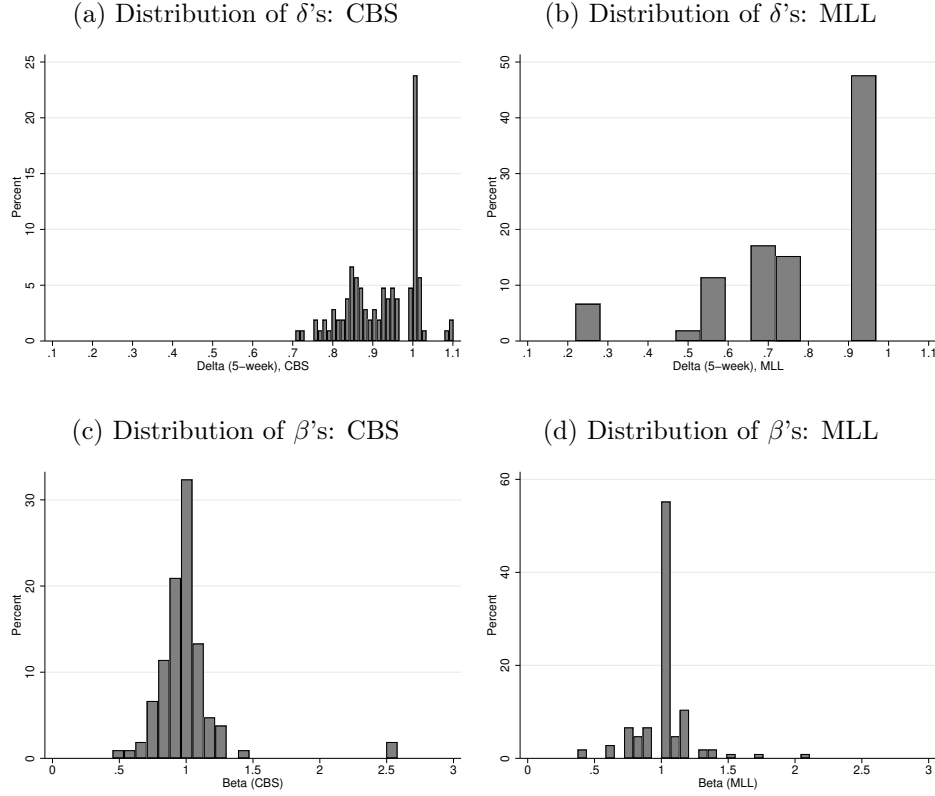 (a) Distribution of δ's: CBS
25
20
15
10
5
0
Percent
.1 .2 .3 .4 .5 .6 .7 .8 .9 1 1.1
Delta (5−week), CBS
(b) Distribution of δ's: MLL
50
40
30
20
10
0
Percent
.1 .2 .3 .4 .5 .6 .7 .8 .9 1 1.1
Delta (5−week), MLL
(c) Distribution of β's: CBS
30
20
10
0
Percent
0 .5 1 1.5 2 2.5 3
Beta (CBS)
(d) Distribution of β's: MLL
60
40
20
0
Percent
0 .5 1 1.5 2 2.5 3
Beta (MLL)